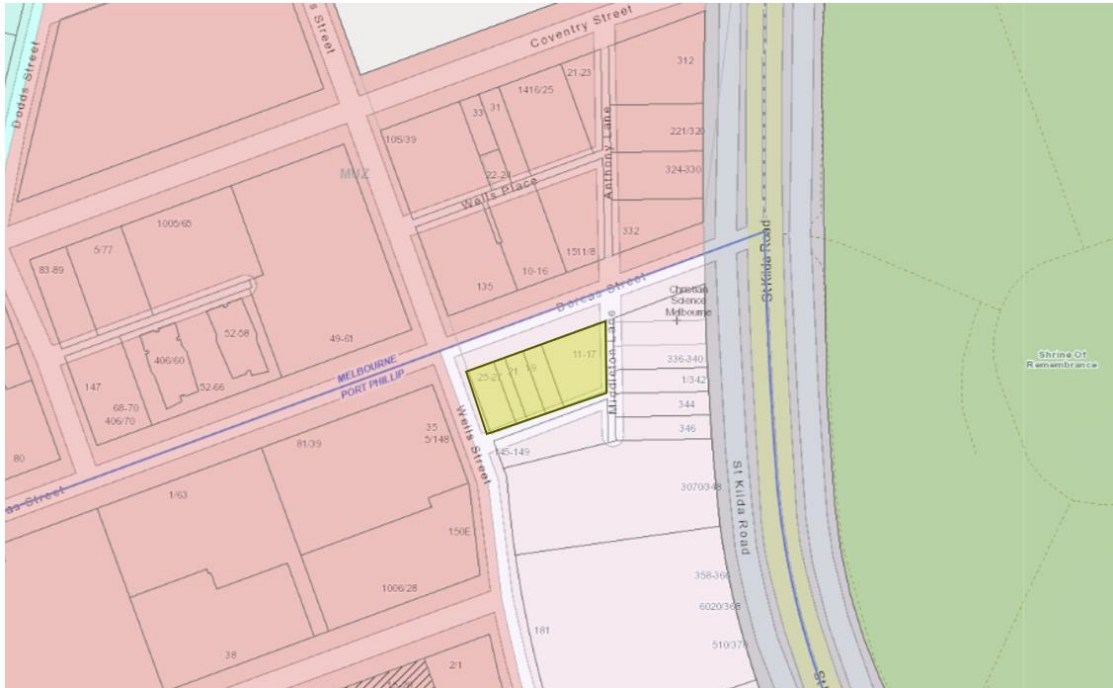 Coventry Street
s Street
Dodds Street
21-23
312
1416/25
31
33
221/320
105/39
Anthony Lane
22-24
324-330
MUZ
Wells Place
1005/65
332
5/77
1511/8
83-89
10-16
135
St Kilda Road
Dorcas Street
Christian
Science
Melbourne
52-58
49-61
11-17
Middleton Lane
336-340
Shrine Of
Remembrance
406/60
MELBOURNE
19
21
25-27
1/342
147
52-66
PORT PHILLIP
344
68-70
406/70
Wells Street
35
5/148
346
81/39
145-149
80
St Kilda Road
as Street
1/63
3070/348
150E
358-366
1006/28
6020/368
181
510/370
38
2/1
St